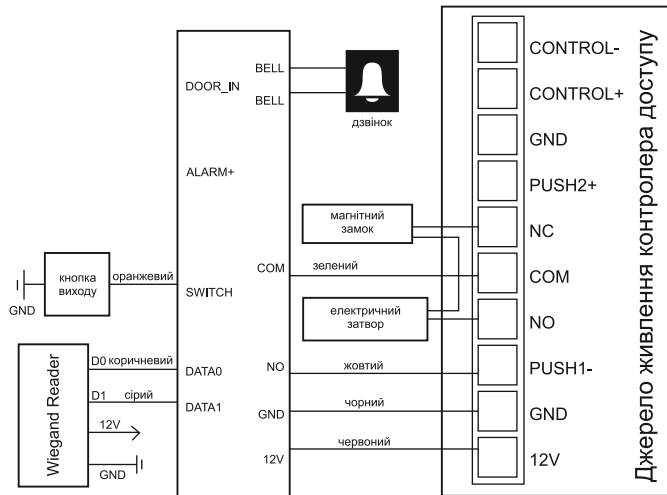 BELL
BELL
DOOR_IN
дзвінок
ALARM+
магнітний
замок
COM
зелений
кнопка
виходу
оранжевий
SWITCH
GND
електричний
затвор
Wiegand Reader
D0 коричневий
DATA0
D1 сірий
DATA1
12V
GND
NO
жовтий
GND
чорний
12V
червоний
CONTROL-
CONTROL+
GND
PUSH2+
NC
COM
NO
PUSH1-
GND
12V
Джерело живлення контролера доступу